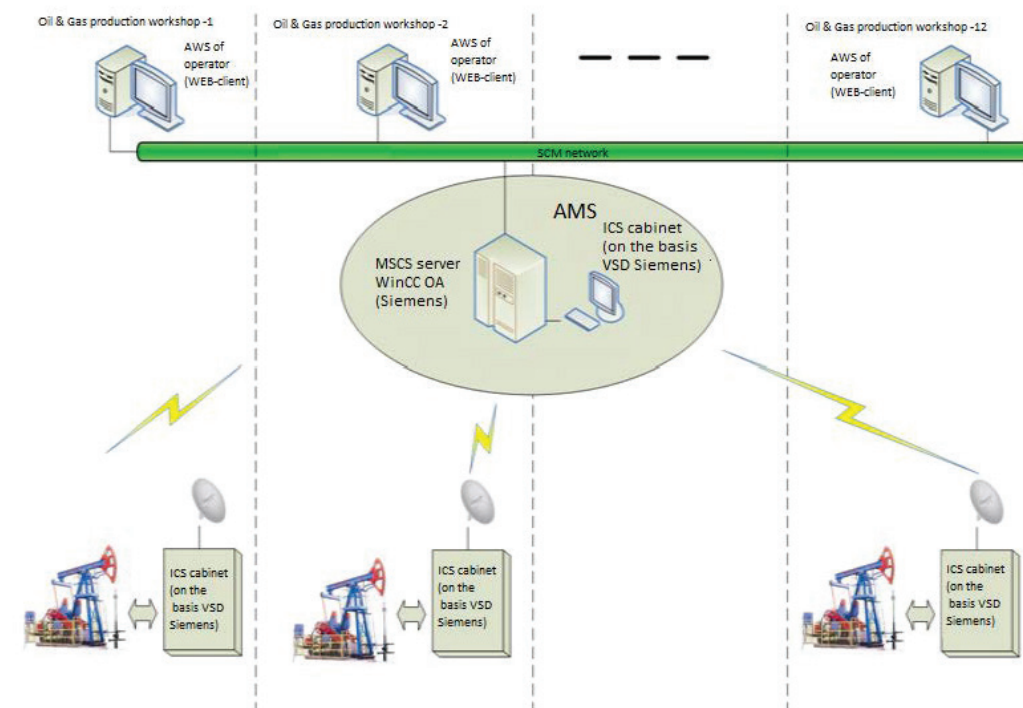 Oil & Gas production workshop -1
AWS of
operator
(WEB-client)
Oil & Gas production workshop -2
AWS of
operator
(WEB-client)
Oil & Gas production workshop -12
AWS of
operator
(WEB-client)
SCM network
AMS
MSCS server
WinCC OA
(Siemens)
ICS cabinet
(on the basis
VSD Siemens)
ICS cabinet
(on the
basis VSD
Siemens)
ICS cabinet
(on the
basis VSD
Siemens)
ICS cabinet
(on the
basis VSD
Siemens)